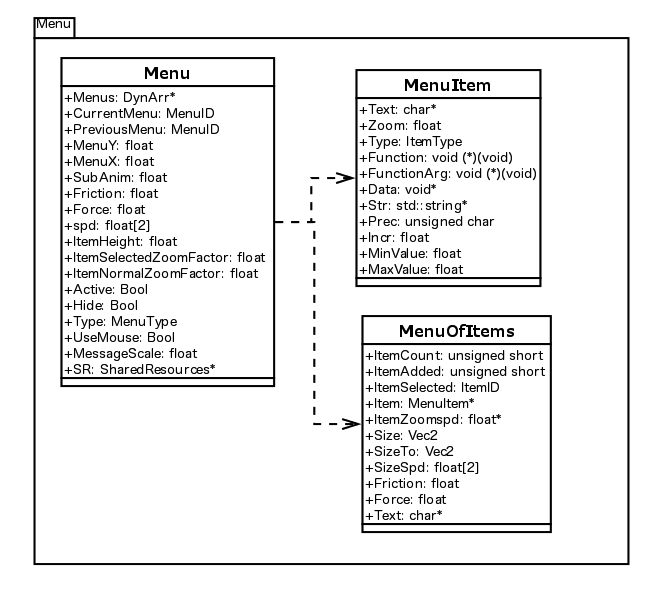 Menu
Menu
+Menus: DynArr*
+CurrentMenu: MenuID
+PreviousMenu: MenuID
+MenuY: float
+MenuX: float
+SubAnim: float
+Friction: float
+Force: float
+spd: float[2]
+ItemHeight: float
+ItemSelectedZoomFactor: float
+ItemNormalZoomFactor: float
+Active: Bool
+Hide: Bool
+Type: MenuType
+UseMouse: Bool
+MessageScale: float
+SR: SharedResources*
MenuItem
+Text: char*
+Zoom: float
+Type: ItemType
+Function: void (*)(void)
+FunctionArg: void (*)(void)
+Data: void*
+Str: std::string*
+Prec: unsigned char
+Incr: float
+MinValue: float
+MaxValue: float
MenuOfItems
+ItemCount: unsigned short
+ItemAdded: unsigned short
+ItemSelected: ItemID
+Item: MenuItem*
+ItemZoomspd: float*
+Size: Vec2
+SizeTo: Vec2
+SizeSpd: float[2]
+Friction: float
+Force: float
+Text: char*